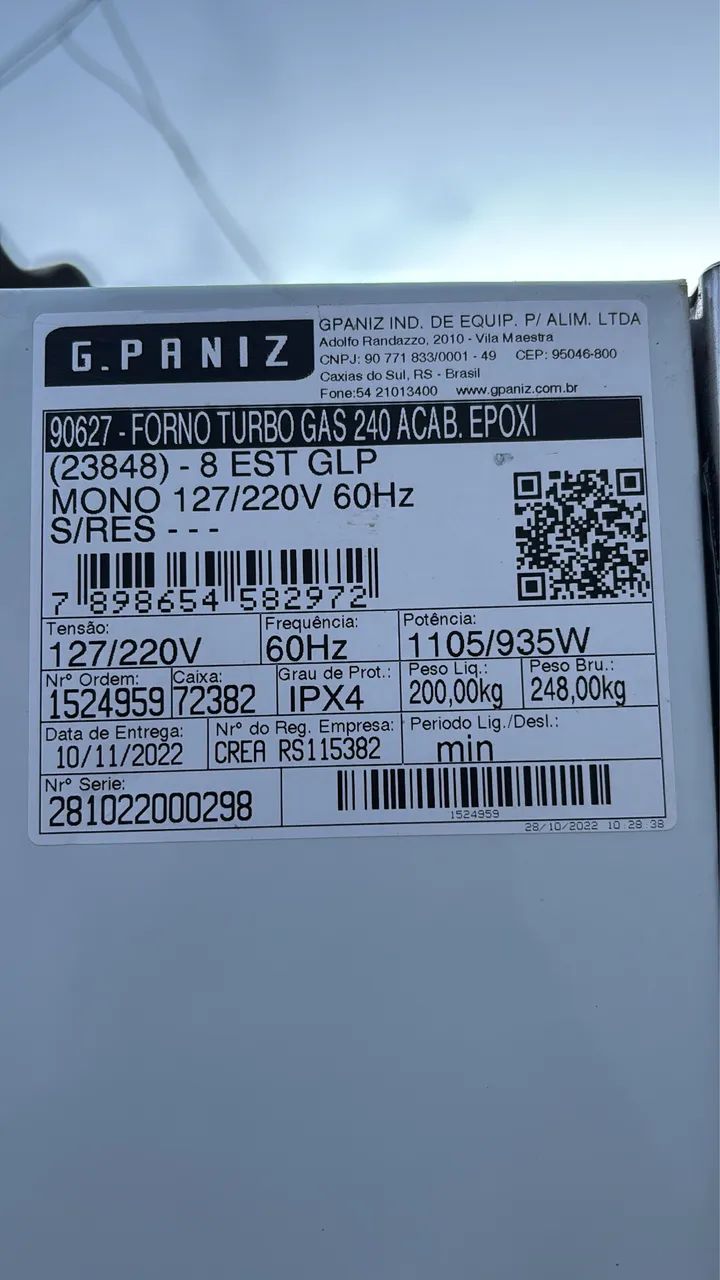 G.PANIZ
GPANIZ IND. DE EQUIP. P/ ALIM. LTDA
Adolfo Randazzo, 2010 - Vila Maestra
CNPJ: 90 771 833/0001 - 49 CEP: 95046-800
Caxias do Sul, RS - Brasil
Fone:54 21013400 www.gpaniz.com.br
90627 - FORNO TURBO GAS 240 ACAB. EPOXI
(23848) - 8 EST GLP
MONO 127/220V 60Hz
S/RES - - -
7 898654 582972
Tensão: Frequência: Potência:
127/220V 60Hz 1105/935W
Nrº Ordem: Caixa: Grau de Prot.: Peso Liq.: Peso Bru.:
1524959 72382 IPX4 200,00kg 248,00kg
Data de Entrega: Nrº do Reg. Empresa: Periodo Lig./Desl.:
10/11/2022 CREA RS115382 min
Nrº Serie:
281022000298
1524959
28/10/2022 10:28:38